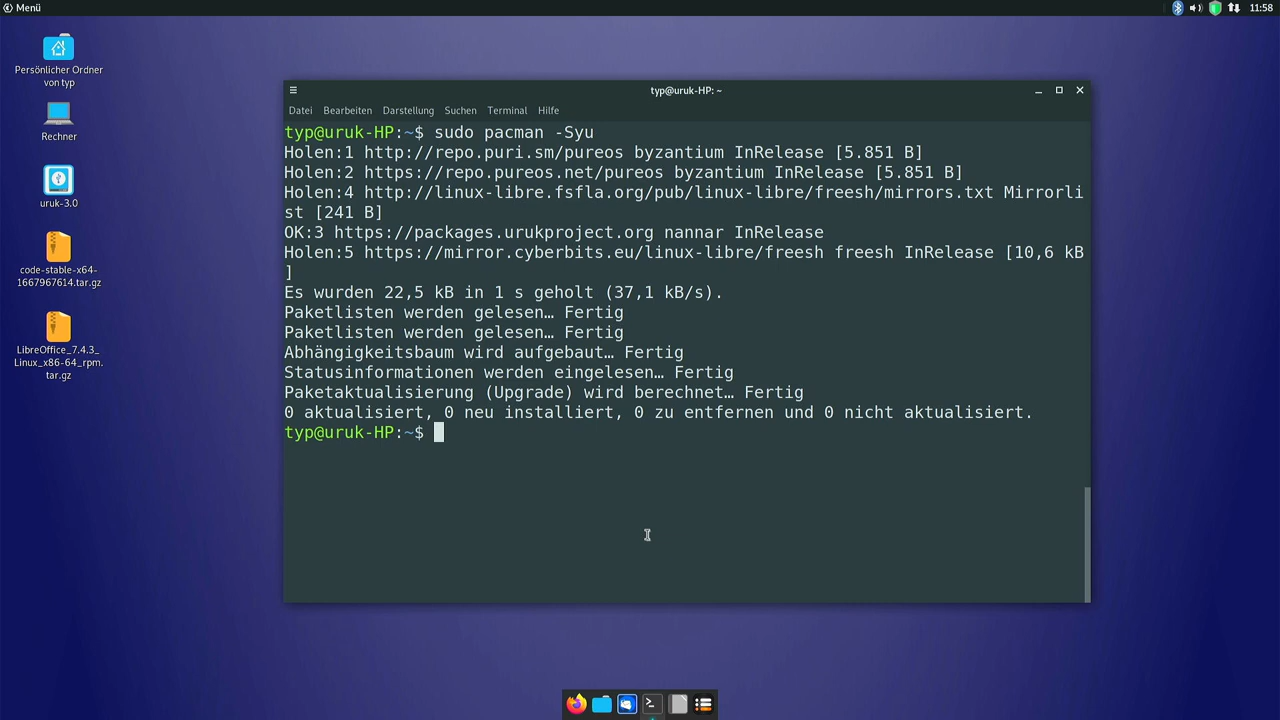 Menü
11:58
Persönlicher Ordner
von typ
Rechner
uruk-3.0
code-stable-x64-
1667967614.tar.gz
LibreOffice_7.4.3_
Linux_x86-64_rpm.
tar.gz
typ@uruk-HP: ~
Datei Bearbeiten Darstellung Suchen Terminal Hilfe
typ@uruk-HP:~$ sudo pacman -Syu
Holen:1 http://repo.puri.sm/pureos byzantium InRelease [5.851 B]
Holen:2 https://repo.pureos.net/pureos byzantium InRelease [5.851 B]
Holen:4 http://linux-libre.fsfla.org/pub/linux-libre/freesh/mirrors.txt Mirrorli
st [241 B]
OK:3 https://packages.urukproject.org nannar InRelease
Holen:5 https://mirror.cyberbits.eu/linux-libre/freesh freesh InRelease [10,6 kB
]
Es wurden 22,5 kB in 1 s geholt (37,1 kB/s).
Paketlisten werden gelesen… Fertig
Paketlisten werden gelesen… Fertig
Abhängigkeitsbaum wird aufgebaut… Fertig
Statusinformationen werden eingelesen… Fertig
Paketaktualisierung (Upgrade) wird berechnet… Fertig
0 aktualisiert, 0 neu installiert, 0 zu entfernen und 0 nicht aktualisiert.
typ@uruk-HP:~$